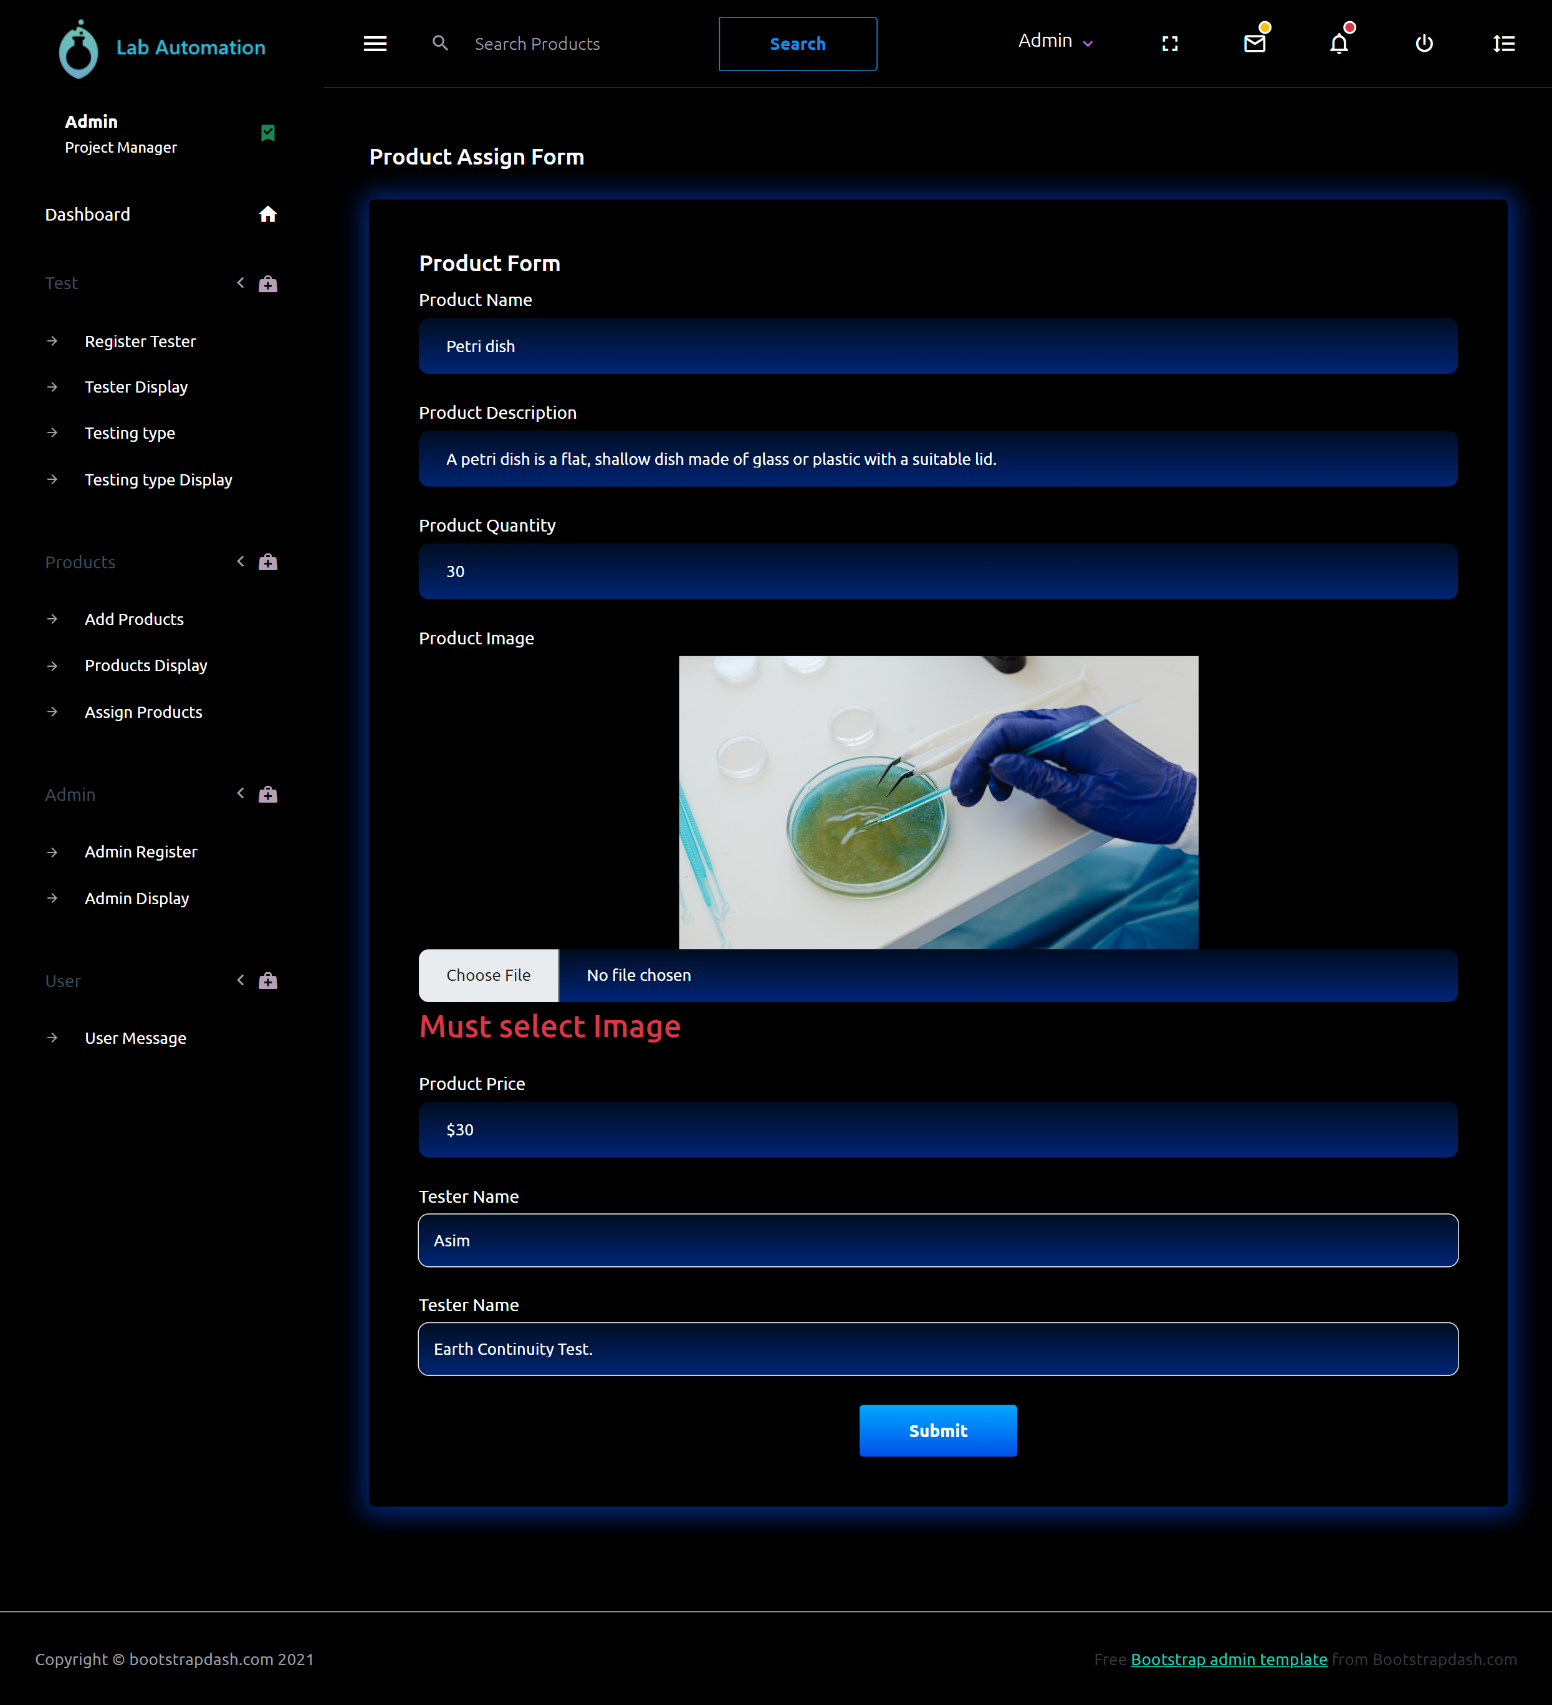 Lab Automation
Search Products
Search
Admin
Admin
Project Manager
Dashboard
Test
Register Tester
Tester Display
Testing type
Testing type Display
Products
Add Products
Products Display
Assign Products
Admin
Admin Register
Admin Display
User
User Message
Product Assign Form
Product Form
Product Name
Petri dish
Product Description
A petri dish is a flat, shallow dish made of glass or plastic with a suitable lid.
Product Quantity
30
Product Image
Choose File No file chosen
Must select Image
Product Price
$30
Tester Name
Asim
Tester Name
Earth Continuity Test.
Submit
Copyright © bootstrapdash.com 2021
Free Bootstrap admin template from Bootstrapdash.com